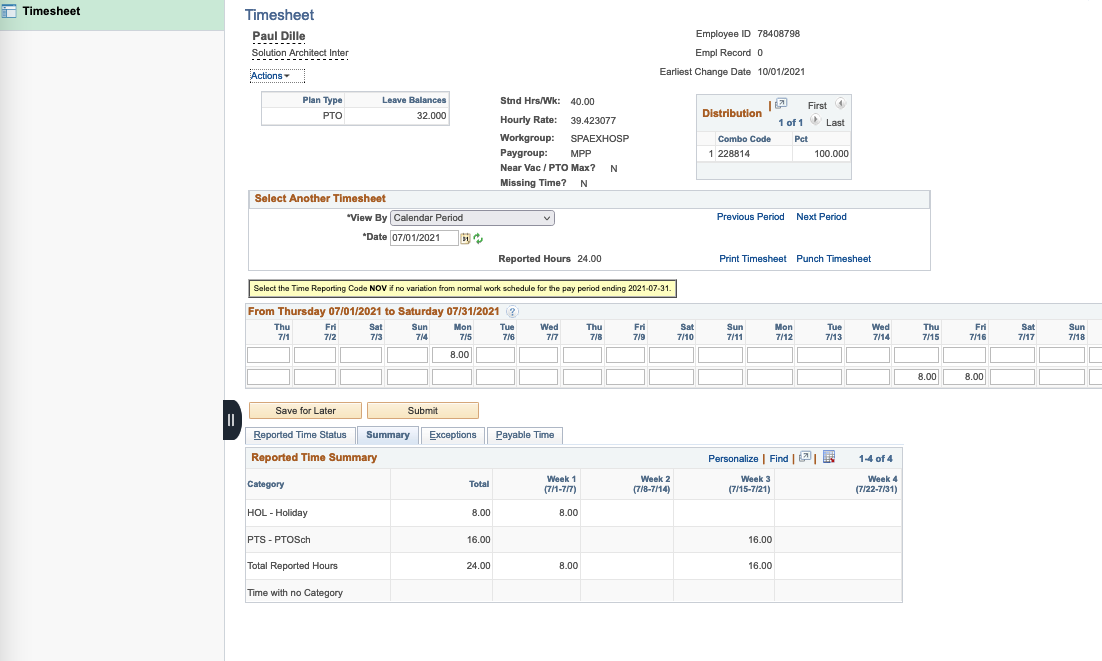 Timesheet
Timesheet
Paul Dille
Employee ID 78408798
Solution Architect Inter
Empl Record 0
Actions
Earliest Change Date 10/01/2021
Plan Type Leave Balances
PTO 32.000
Stnd Hrs/Wk: 40.00
Hourly Rate: 39.423077
Workgroup: SPAEXHOSP
Paygroup: MPP
Near Vac / PTO Max? N
Missing Time? N
Distribution First
1 of 1 Last
Combo Code Pct
1 228814 100.000
Select Another Timesheet
*View By Calendar Period Previous Period Next Period
*Date 07/01/2021
Reported Hours 24.00 Print Timesheet Punch Timesheet
Select the Time Reporting Code NOV if no variation from normal work schedule for the pay period ending 2021-07-31.
From Thursday 07/01/2021 to Saturday 07/31/2021 ?
Thu Fri Sat Sun Mon Tue Wed Thu Fri Sat Sun Mon Tue Wed Thu Fri Sat Sun
7/1 7/2 7/3 7/4 7/5 7/6 7/7 7/8 7/9 7/10 7/11 7/12 7/13 7/14 7/15 7/16 7/17 7/18
8.00
8.00 8.00
Save for Later Submit
Reported Time Status Summary Exceptions Payable Time
Reported Time Summary Personalize | Find | | 1-4 of 4
Category Total Week 1 Week 2 Week 3 Week 4
(7/1-7/7) (7/8-7/14) (7/15-7/21) (7/22-7/31)
HOL - Holiday 8.00 8.00
PTS - PTOSch 16.00 16.00
Total Reported Hours 24.00 8.00 16.00
Time with no Category